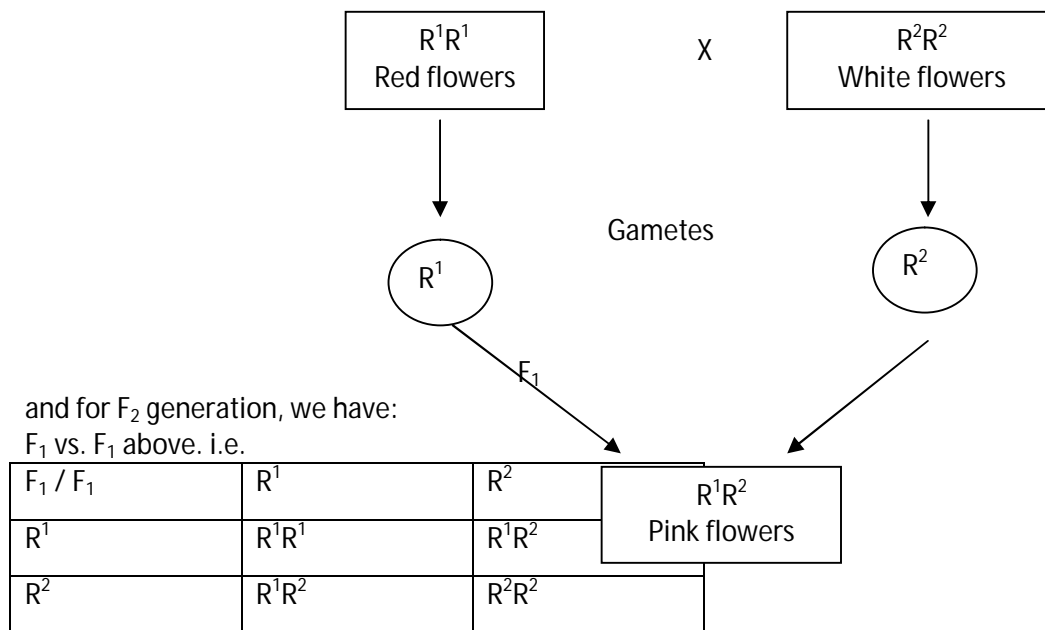 R¹R¹ X R²R²
Red flowers White flowers
Gametes
R¹ R²
F₁
and for F₂ generation, we have:
F₁ vs. F₁ above. i.e.
F₁ / F₁ R¹ R²
R¹R²
Pink flowers
R¹ R¹R¹ R¹R²
R² R¹R² R²R²